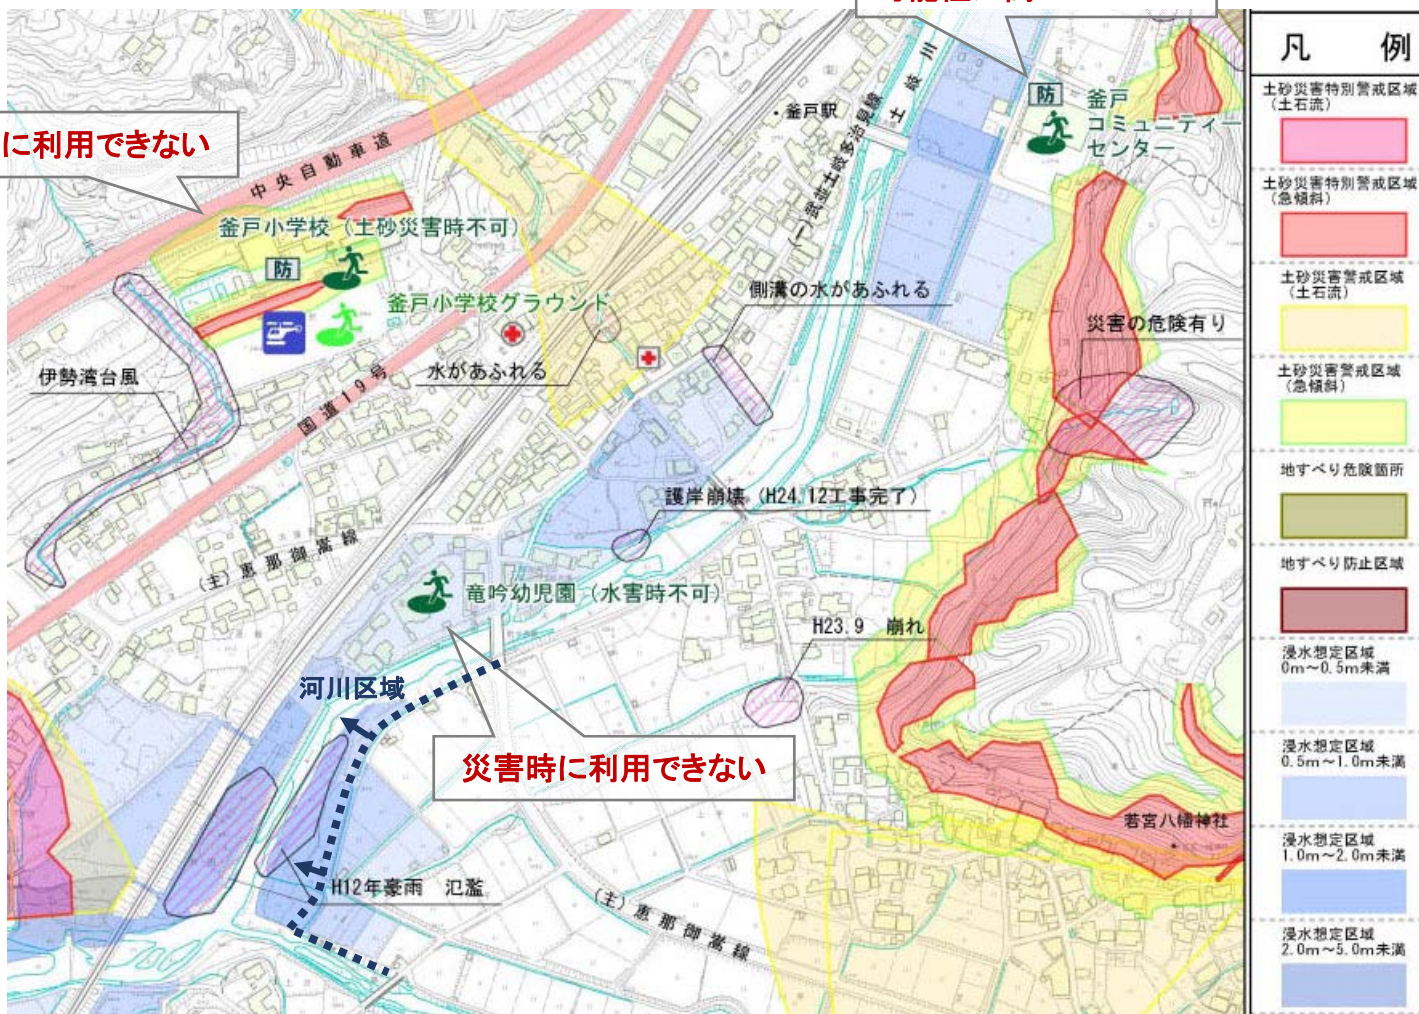 に利用できない
中央自動車道
釜戸小学校（土砂災害時不可）
防
釜戸小学校グラウンド
伊勢湾台風
国道19号
水があふれる
・釜戸駅
(一)武並土岐多治見線
土岐川
防
釜戸
コミュニティー
センター
側溝の水があふれる
災害の危険有り
護岸崩壊（H24.12工事完了）
(主)恵那御嵩線
竜吟幼児園（水害時不可）
H23.9　崩れ
河川区域
災害時に利用できない
H12年豪雨　氾濫
(主)恵那御嵩線
若宮八幡神社
凡　例
土砂災害特別警戒区域
（土石流）
土砂災害特別警戒区域
（急傾斜）
土砂災害警戒区域
（土石流）
土砂災害警戒区域
（急傾斜）
地すべり危険箇所
地すべり防止区域
浸水想定区域
0m～0.5m未満
浸水想定区域
0.5m～1.0m未満
浸水想定区域
1.0m～2.0m未満
浸水想定区域
2.0m～5.0m未満